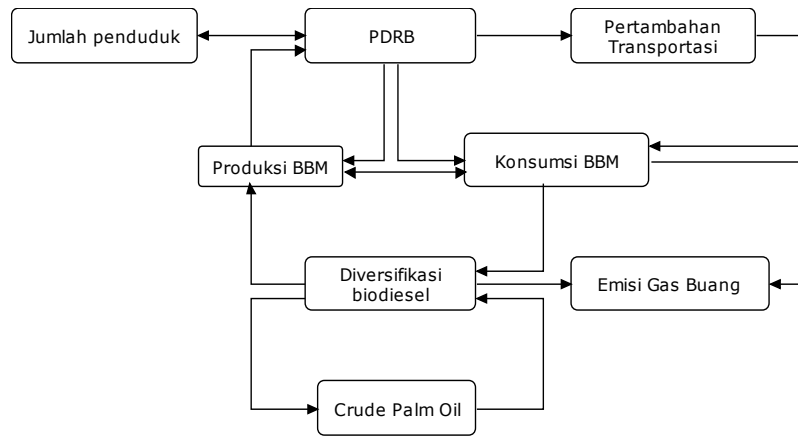 Jumlah penduduk
PDRB
Pertambahan
Transportasi
Produksi BBM
Konsumsi BBM
Diversifikasi
biodiesel
Emisi Gas Buang
Crude Palm Oil